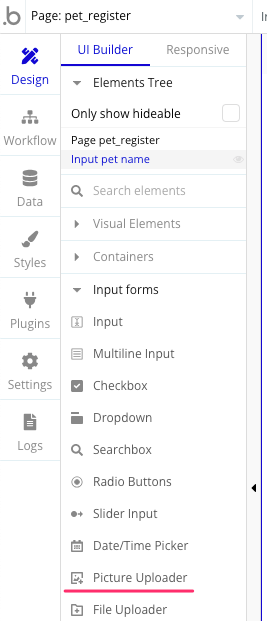 .b
Page: pet_register
UI Builder
Responsive
Design
Workflow
Data
Styles
Plugins
Settings
Logs
Elements Tree
Only show hideable
Page pet_register
Input pet name
Search elements
Visual Elements
Containers
Input forms
Input
Multiline Input
Checkbox
Dropdown
Searchbox
Radio Buttons
Slider Input
Date/Time Picker
Picture Uploader
File Uploader